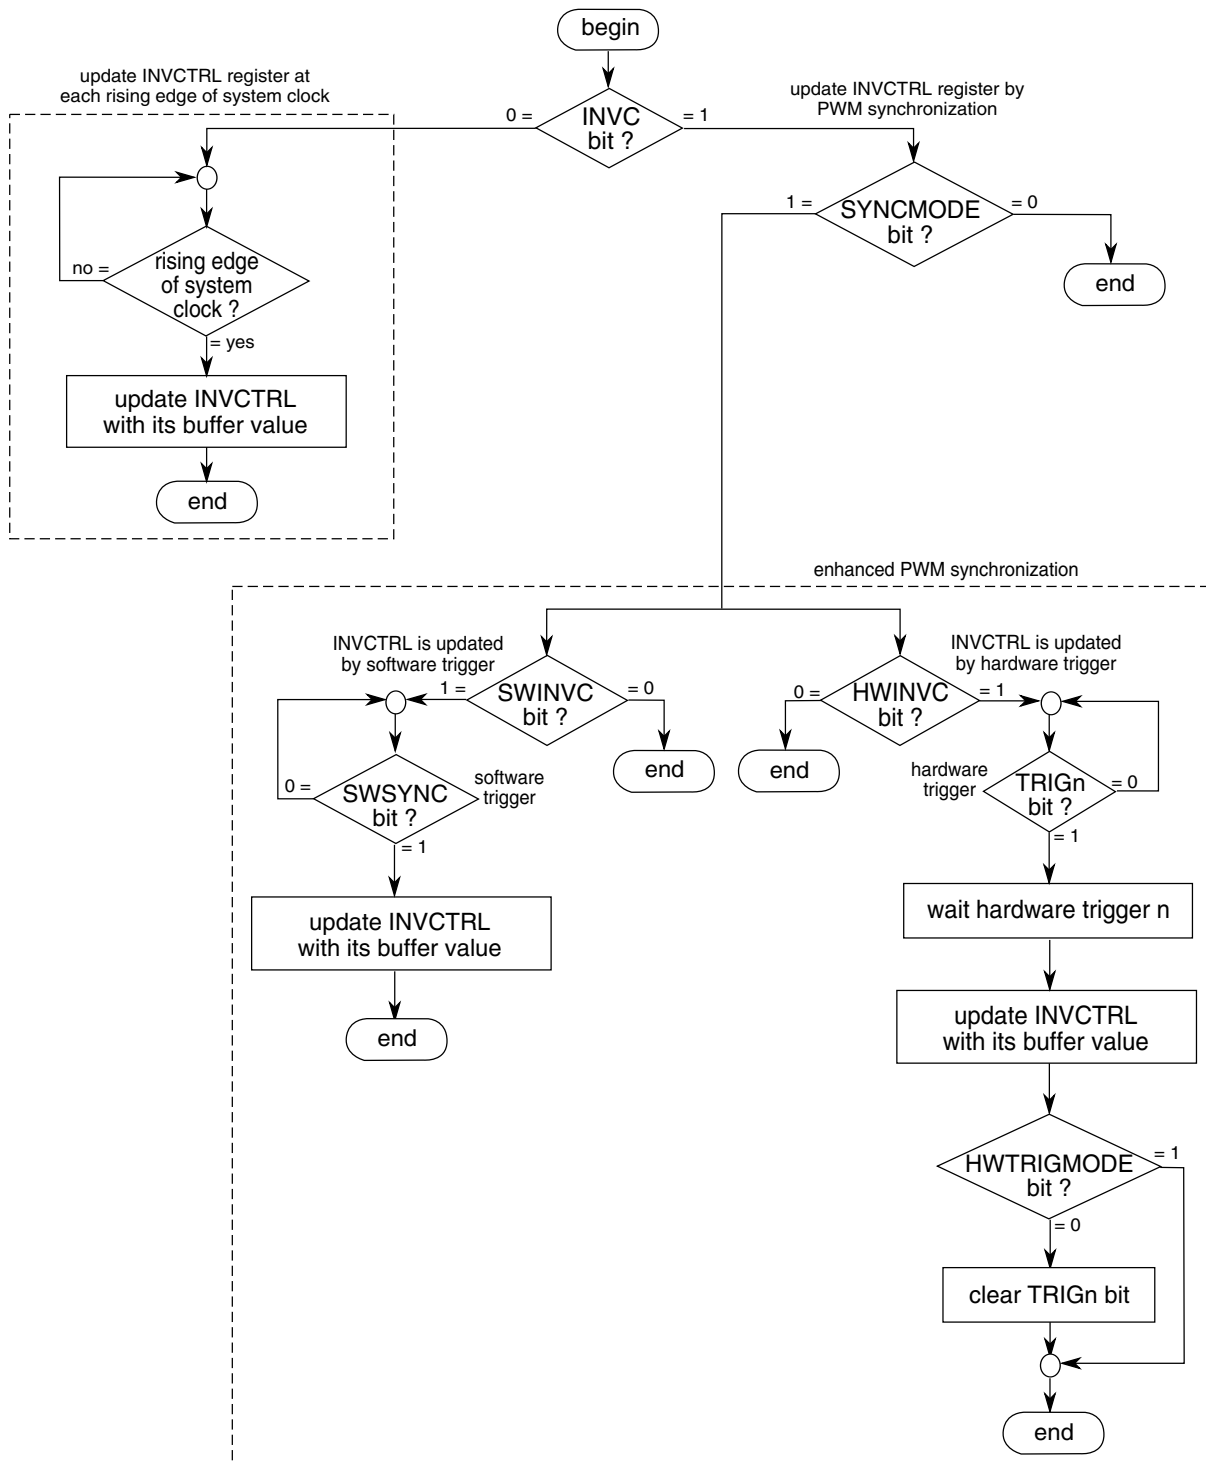 begin
update INVCTRL register at
each rising edge of system clock
update INVCTRL register by
PWM synchronization
0 =
INVC
bit ?
= 1
1 =
SYNCMODE
bit ?
= 0
end
no =
rising edge
of system
clock ?
= yes
update INVCTRL
with its buffer value
end
enhanced PWM synchronization
INVCTRL is updated
by software trigger
1 =
SWINVC
bit ?
= 0
end
0 =
SWSYNC
bit ?
software
trigger
= 1
update INVCTRL
with its buffer value
end
INVCTRL is updated
by hardware trigger
0 =
HWINVC
bit ?
= 1
end
hardware
trigger
TRIGn
bit ?
= 0
= 1
wait hardware trigger n
update INVCTRL
with its buffer value
HWTRIGMODE
bit ?
= 1
= 0
clear TRIGn bit
end